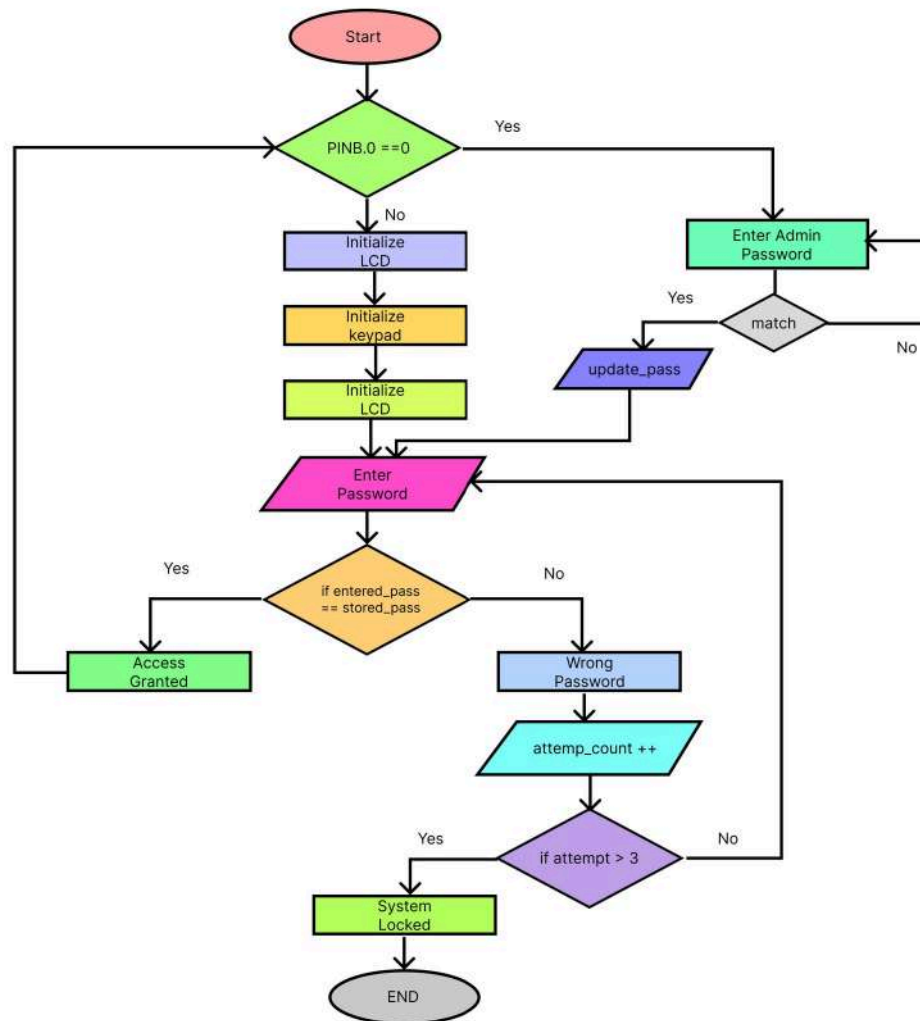 Start
PINB.0 ==0
Yes
No
Initialize
LCD
Enter Admin
Password
Initialize
keypad
Yes
match
No
update_pass
Initialize
LCD
Enter
Password
Yes
No
if entered_pass
== stored_pass
Access
Granted
Wrong
Password
attemp_count ++
Yes
No
if attempt > 3
System
Locked
END